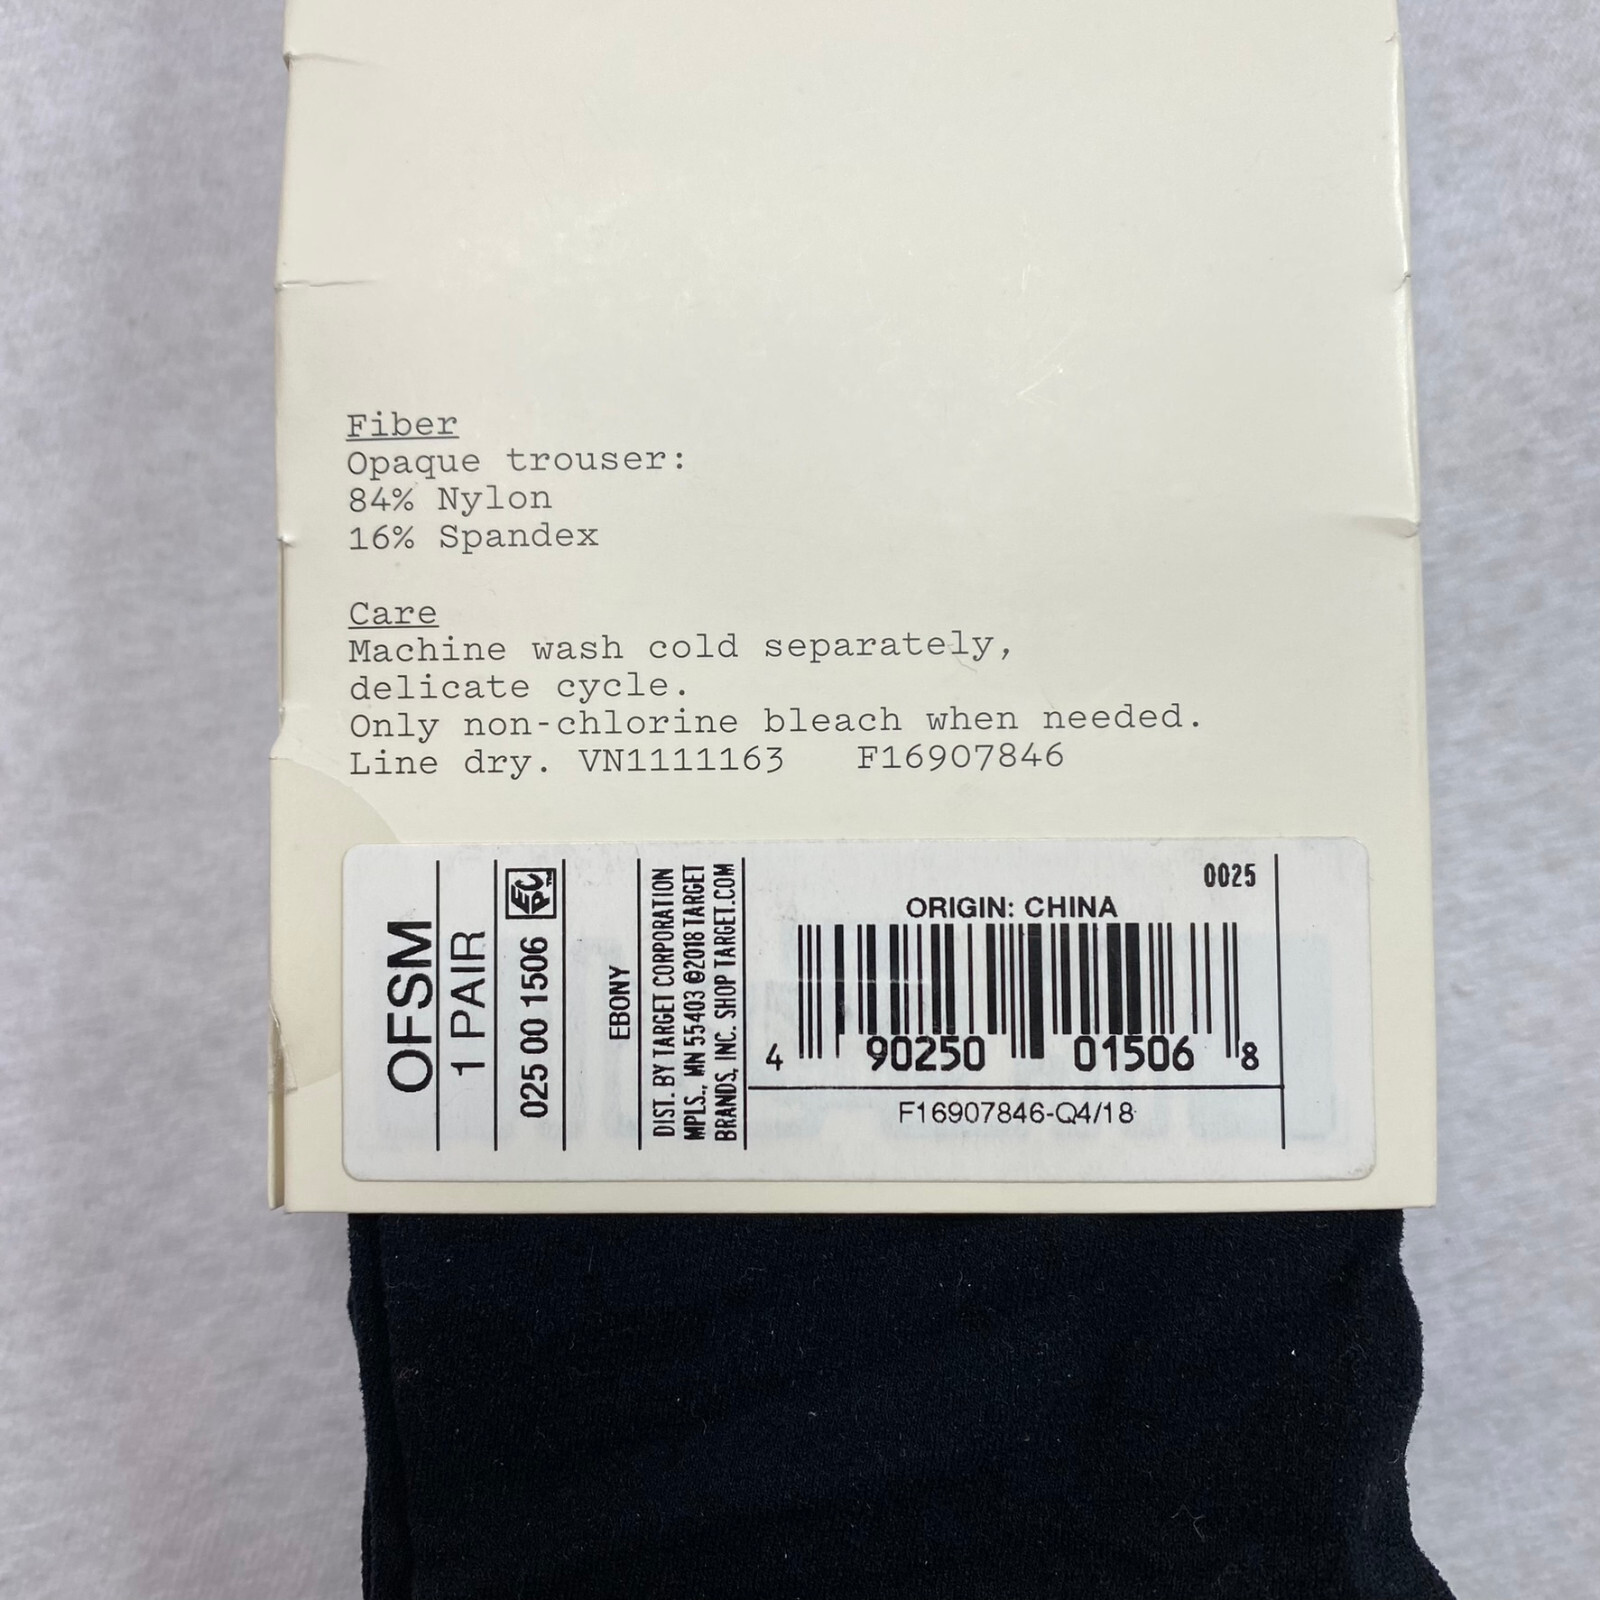 Fiber
Opaque trouser:
84% Nylon
16% Spandex
Care
Machine wash cold separately,
delicate cycle.
Only non-chlorine bleach when needed.
Line dry. VN1111163 F16907846
OFSM
1 PAIR
025 00 1506 EPC™
EBONY
DIST. BY TARGET CORPORATION
MPLS., MN 55403 ©2018 TARGET
BRANDS, INC. SHOP TARGET.COM
0025
ORIGIN: CHINA
4 90250 01506 8
F16907846-Q4/18